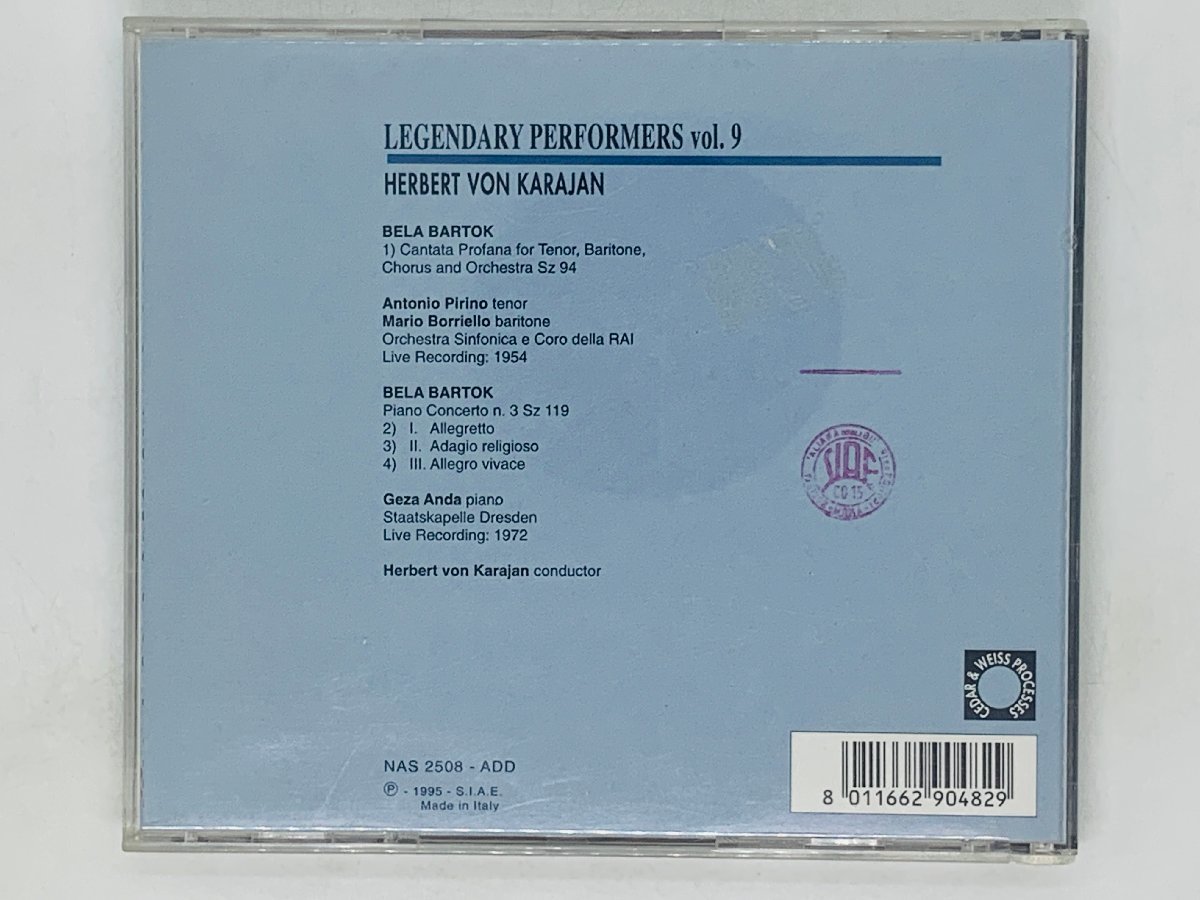 LEGENDARY PERFORMERS vol. 9
HERBERT VON KARAJAN
BELA BARTOK
1) Cantata Profana for Tenor, Baritone,
Chorus and Orchestra Sz 94
Antonio Pirino tenor
Mario Borriello baritone
Orchestra Sinfonica e Coro della RAI
Live Recording: 1954
BELA BARTOK
Piano Concerto n. 3 Sz 119
2) I. Allegretto
3) II. Adagio religioso
4) III. Allegro vivace
Geza Anda piano
Staatskapelle Dresden
Live Recording: 1972
Herbert von Karajan conductor
CEDAR & WEISS PROCESSES
NAS 2508 - ADD
℗ - 1995 - S.I.A.E.
Made in Italy
8 011662 904829